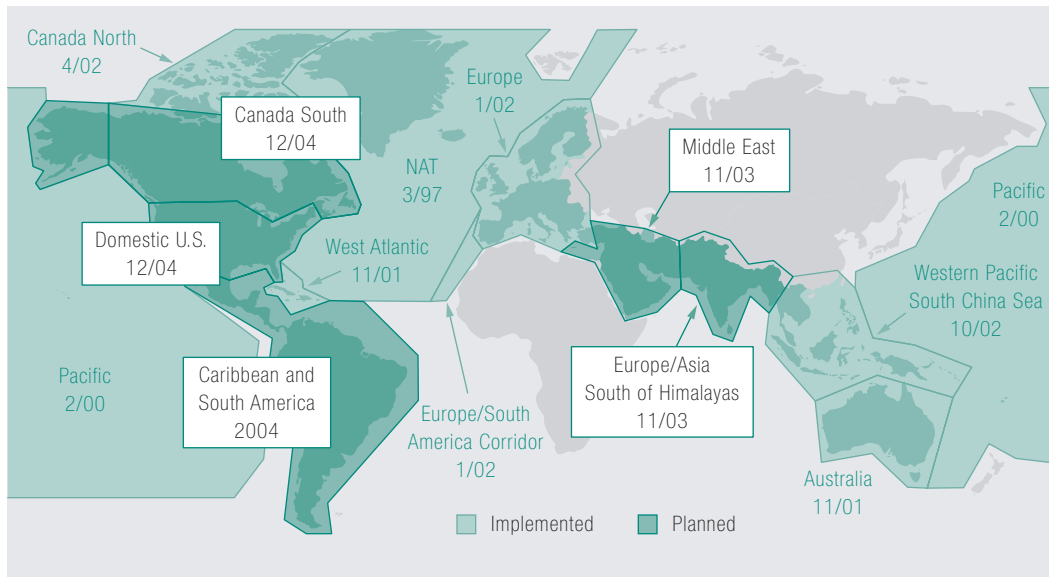 Canada North
4/02
Canada South
12/04
Europe
1/02
Middle East
11/03
NAT
3/97
Pacific
2/00
Domestic U.S.
12/04
West Atlantic
11/01
Western Pacific
South China Sea
10/02
Pacific
2/00
Caribbean and
South America
2004
Europe/South
America Corridor
1/02
Europe/Asia
South of Himalayas
11/03
Australia
11/01
Implemented
Planned